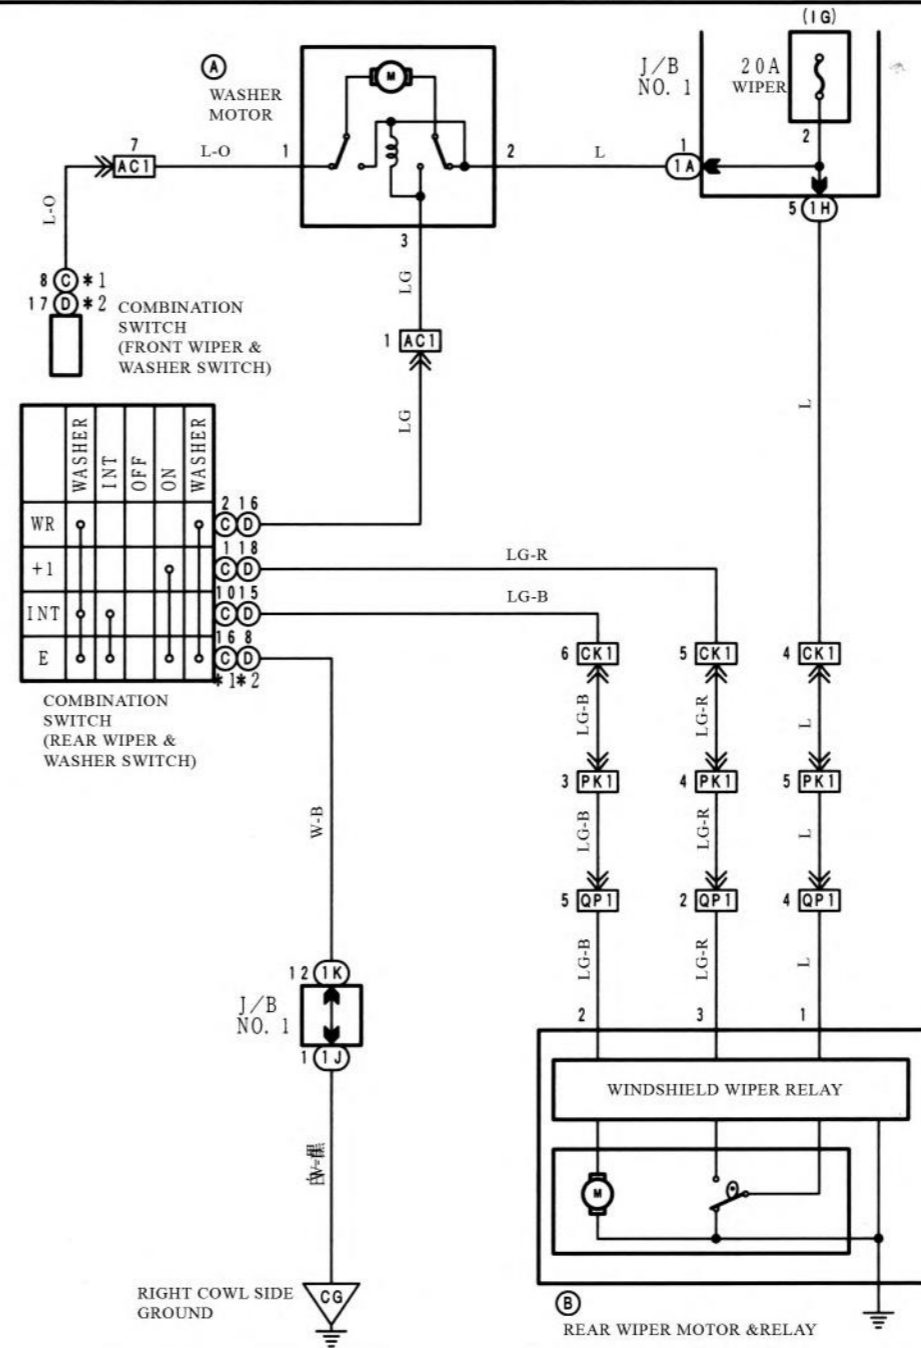 (IG)
A
WASHER
MOTOR
M
J/B
NO. 1
20A
WIPER
2
7
AC1
L-O
1
2
L
1
1A
5 1H
L-O
3
LG
8 C *1
17 D *2
COMBINATION
SWITCH
(FRONT WIPER &
WASHER SWITCH)
1 AC1
LG
L
WASHER
INT
OFF
ON
WASHER
WR
2 16
C D
+1
1 18
C D
LG-R
INT
10 15
C D
LG-B
E
16 8
C D
*1 *2
COMBINATION
SWITCH
(REAR WIPER &
WASHER SWITCH)
6 CK1
5 CK1
4 CK1
LG-B
LG-R
L
3 PK1
4 PK1
5 PK1
W-B
LG-B
LG-R
L
5 QP1
2 QP1
4 QP1
LG-B
LG-R
L
12 1K
J/B
NO. 1
1 1J
2
3
1
WINDSHIELD WIPER RELAY
M
RIGHT COWL SIDE
GROUND
CG
B
REAR WIPER MOTOR &RELAY